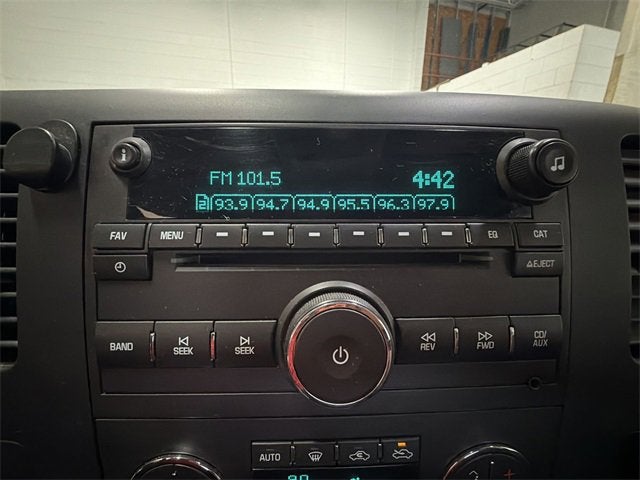 FM 101.5 4:42
2 93.9 94.7 94.9 95.5 96.3 97.9
FAV MENU EQ CAT
EJECT
BAND SEEK SEEK REV FWD CD/
AUX
AUTO